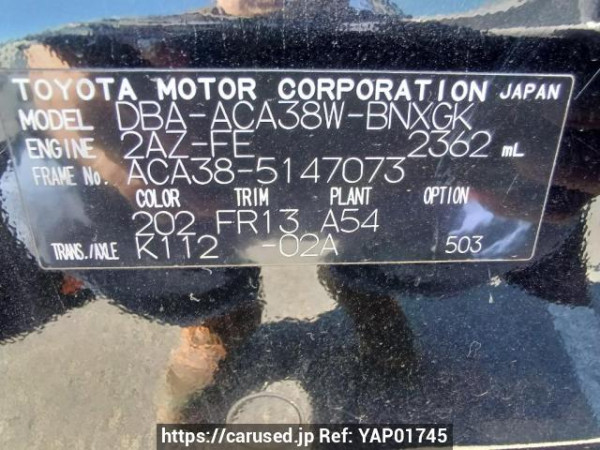 TOYOTA MOTOR CORPORATION JAPAN
MODEL DBA-ACA38W-BNXGK
ENGINE 2AZ-FE 2362 mL
FRAME No. ACA38-5147073
COLOR TRIM PLANT OPTION
202 FR13 A54
TRANS./AXLE K112 -02A 503
https://carused.jp Ref: YAP01745